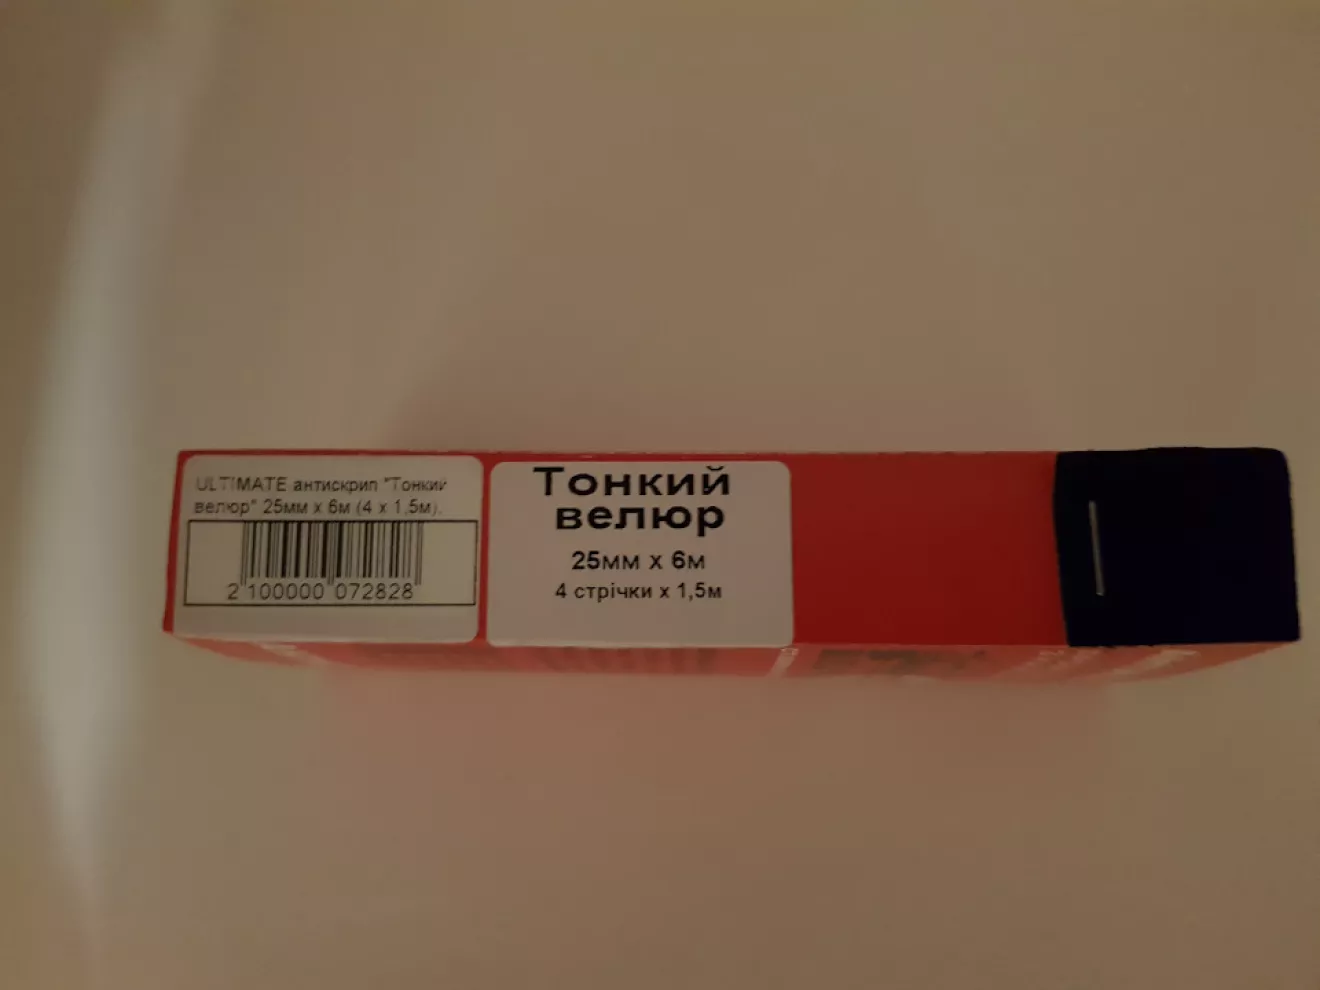 ULTIMATE антискрип "Тонкий
велюр" 25мм х 6м (4 х 1,5м).
2 100000 072828
Тонкий
велюр
25мм х 6м
4 стрічки х 1,5м